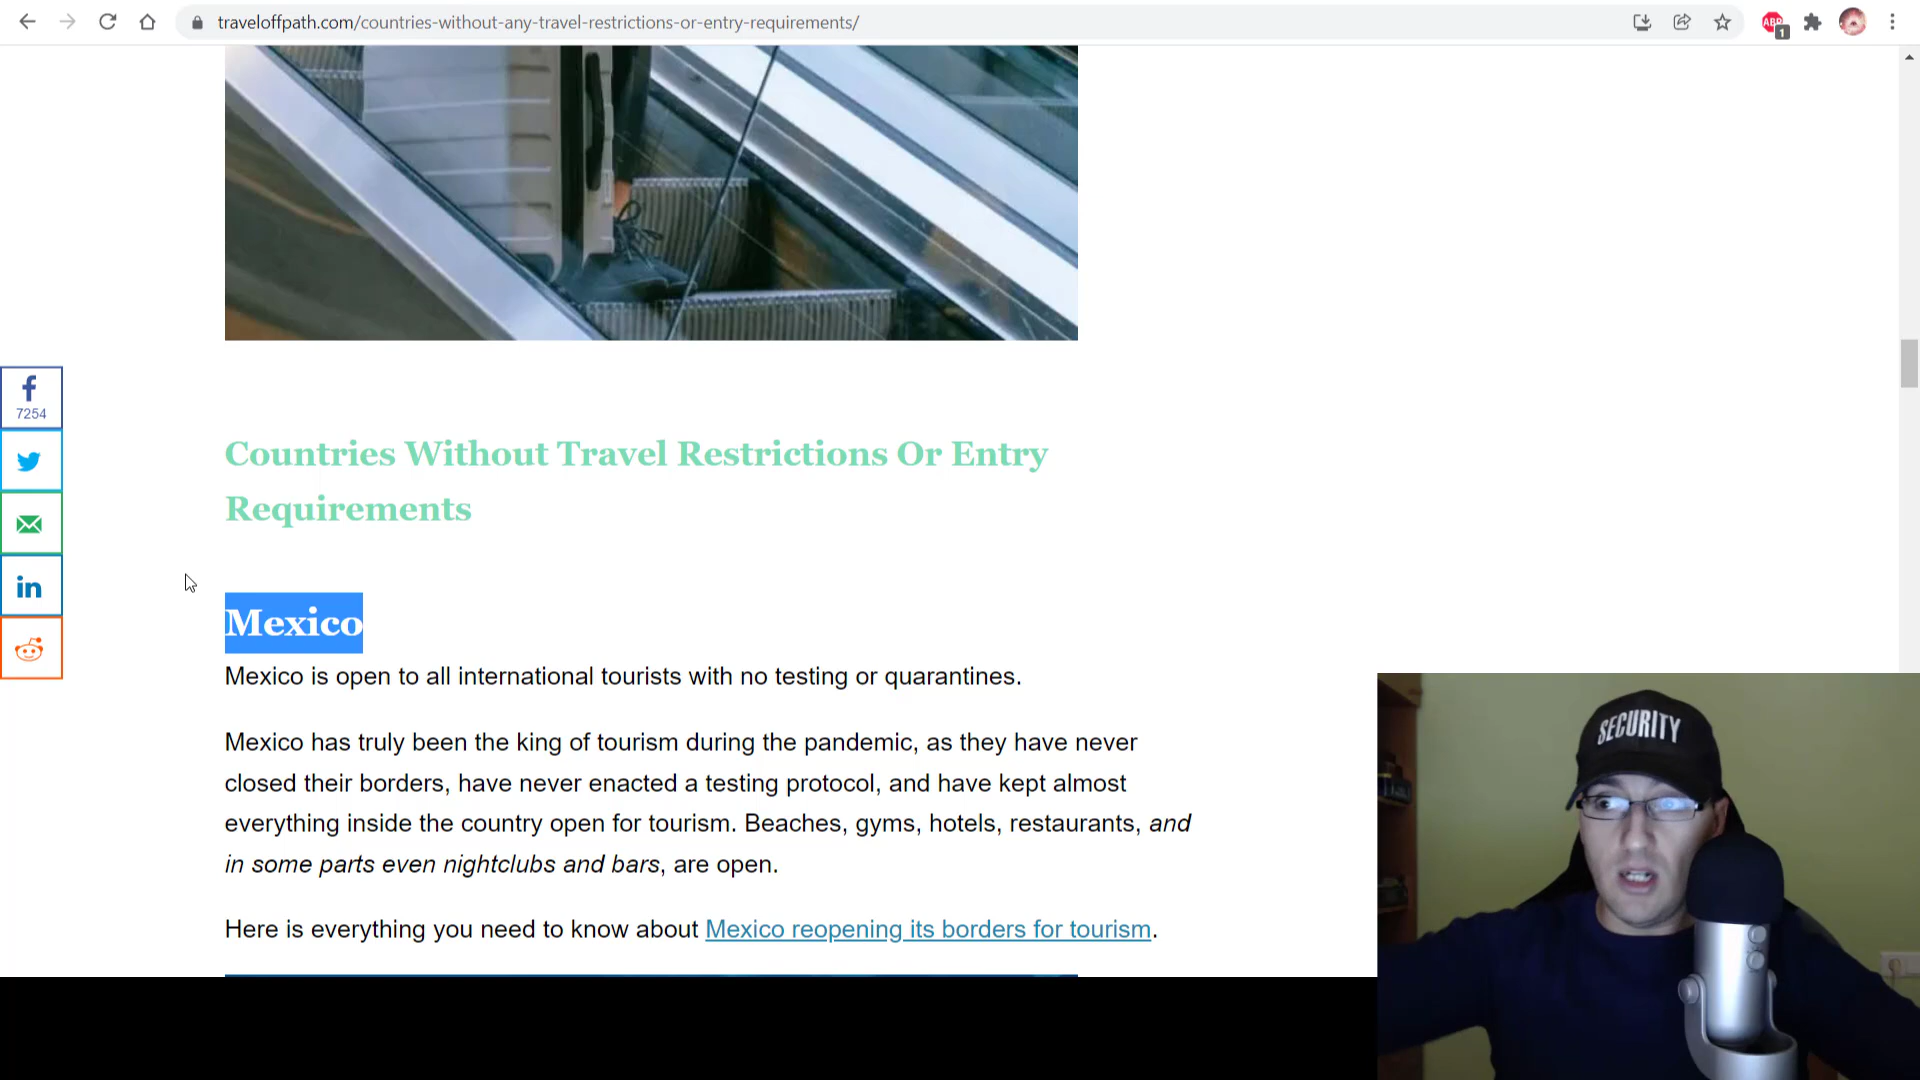 traveloffpath.com/countries-without-any-travel-restrictions-or-entry-requirements/
ABP
1
7254
Countries Without Travel Restrictions Or Entry
Requirements
Mexico
Mexico is open to all international tourists with no testing or quarantines.
Mexico has truly been the king of tourism during the pandemic, as they have never
closed their borders, have never enacted a testing protocol, and have kept almost
everything inside the country open for tourism. Beaches, gyms, hotels, restaurants, and
in some parts even nightclubs and bars, are open.
Here is everything you need to know about Mexico reopening its borders for tourism.
in
SECURITY